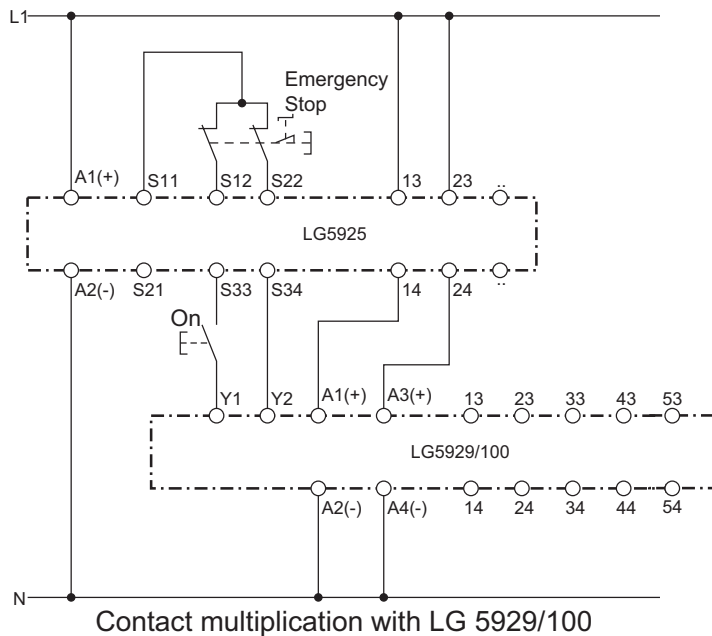 L1
Emergency
Stop
A1(+) S11 S12 S22 13 23 ..
LG5925
A2(-) S21 S33 S34 14 24 ..
On
Y1 Y2 A1(+) A3(+) 13 23 33 43 53
LG5929/100
A2(-) A4(-) 14 24 34 44 54
N
Contact multiplication with LG 5929/100